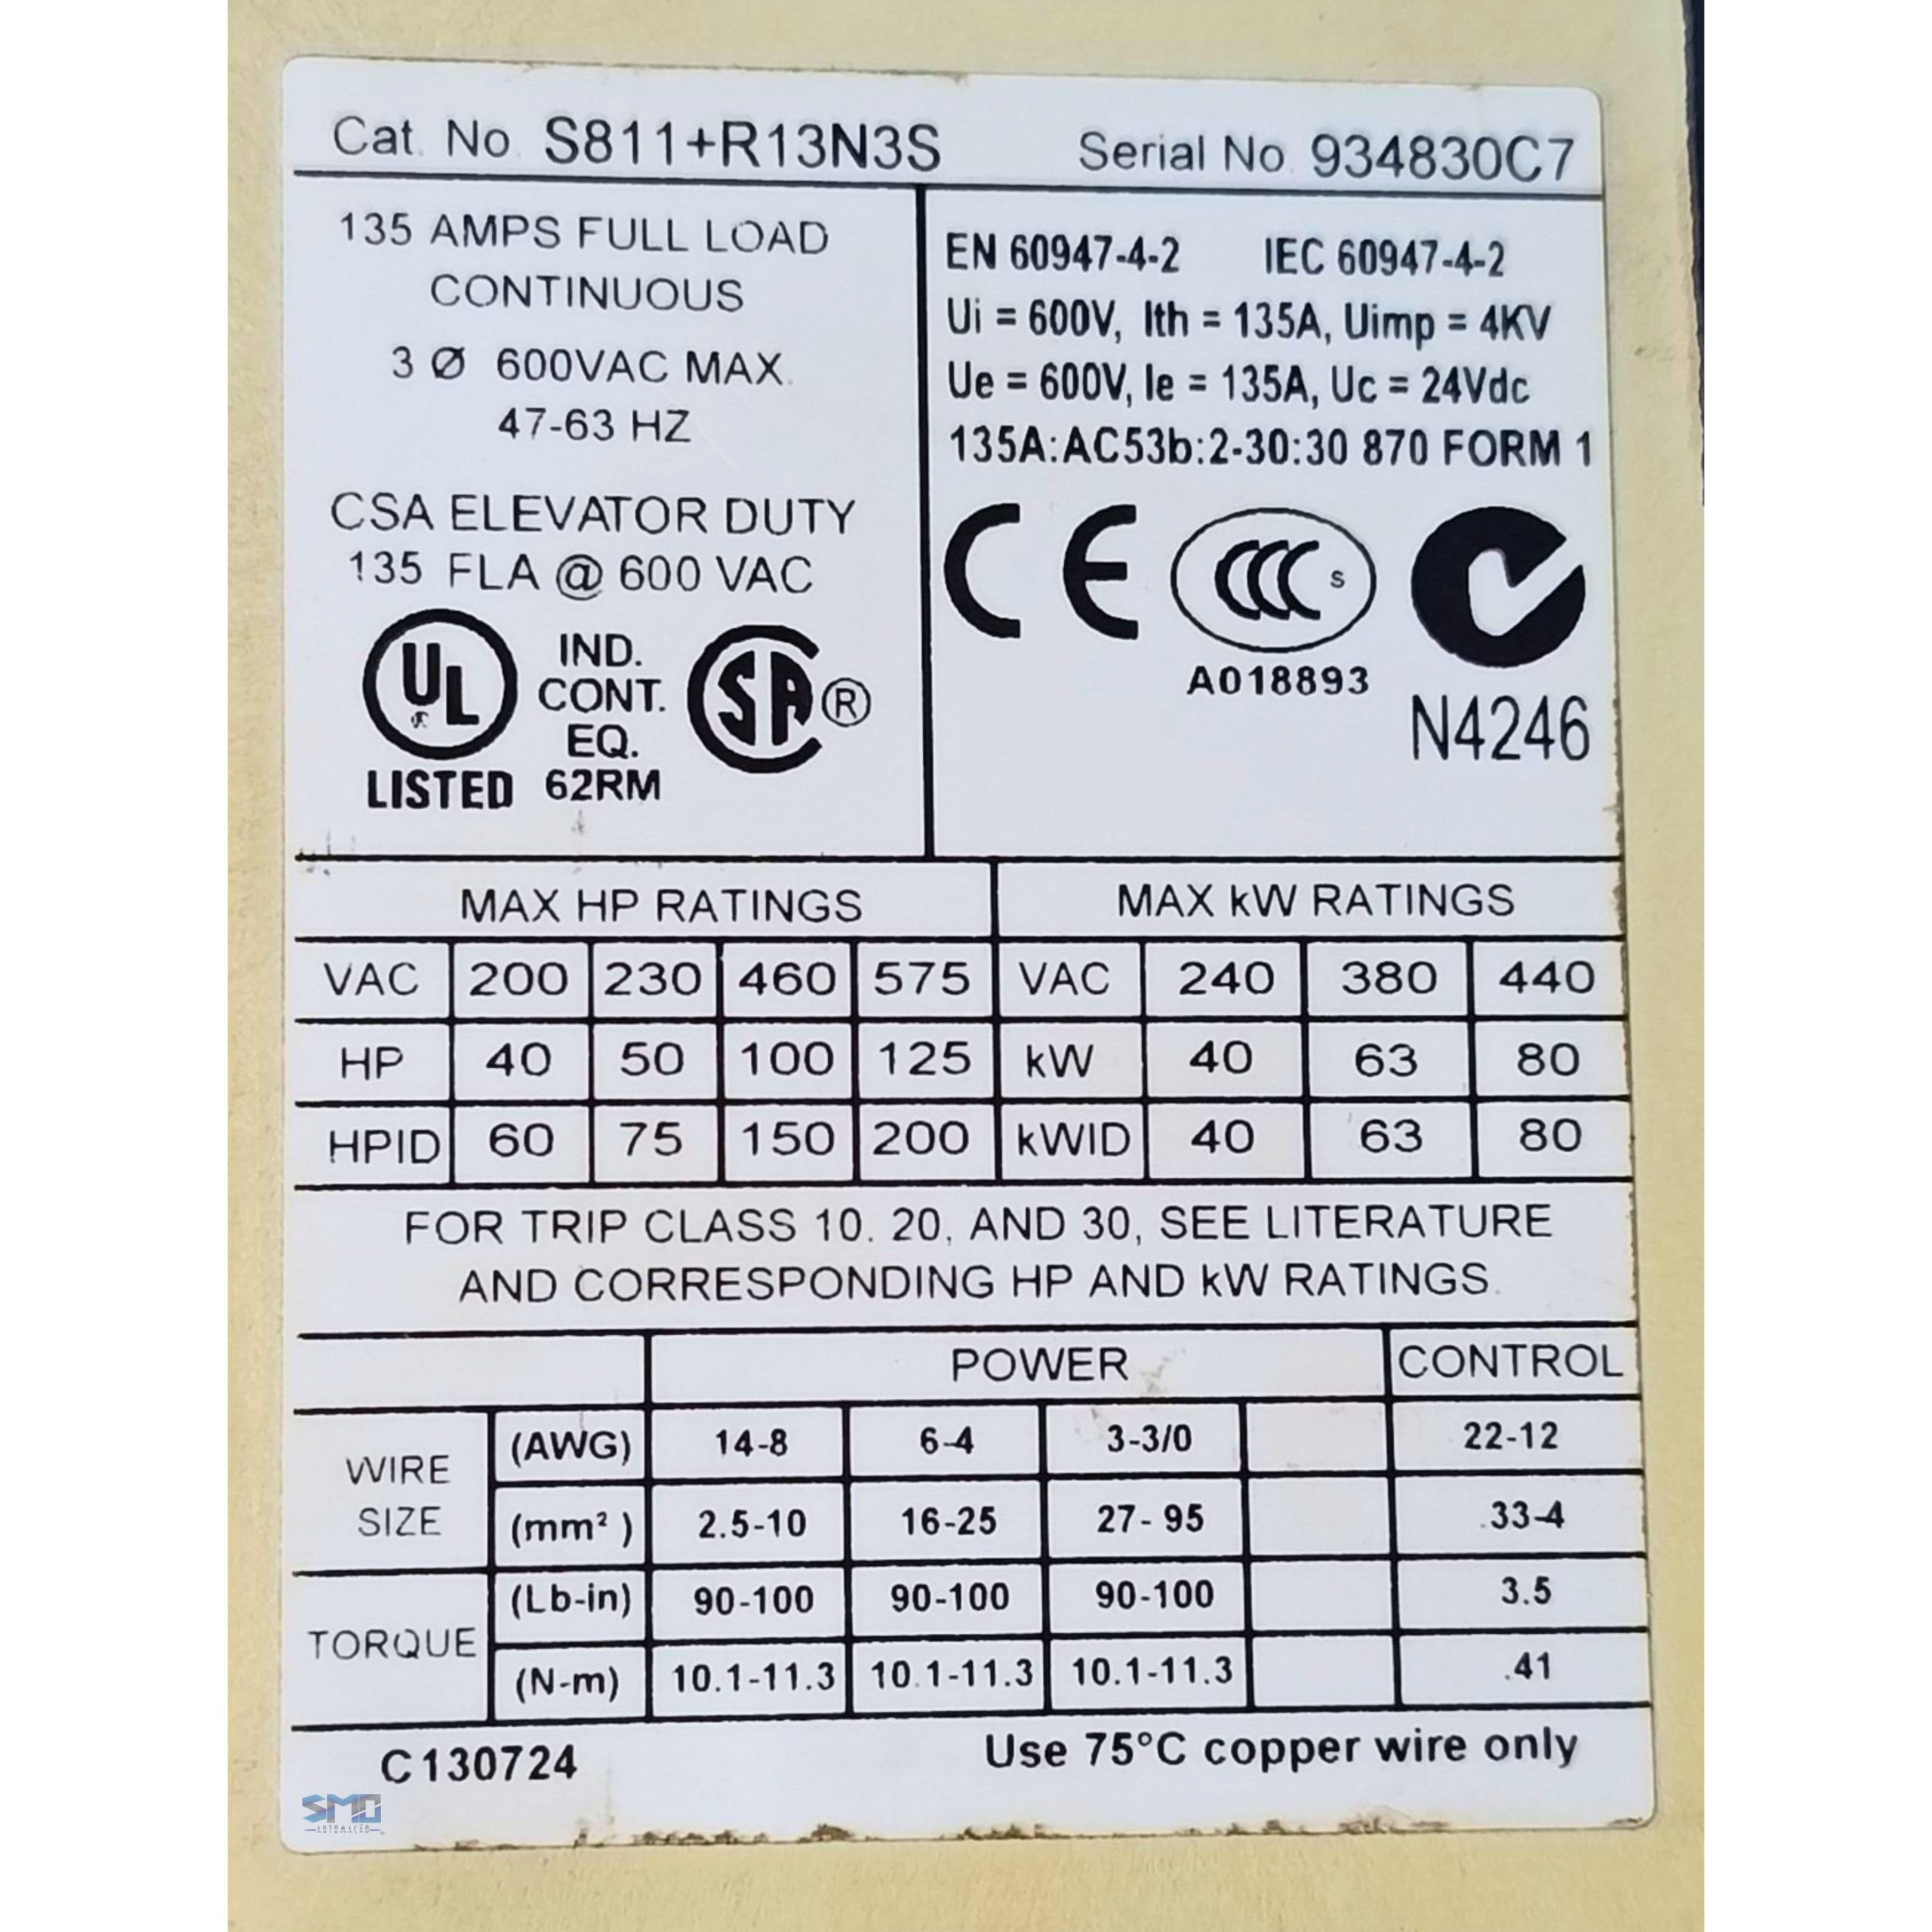 Cat. No. S811+R13N3S Serial No. 934830C7
135 AMPS FULL LOAD
CONTINUOUS
3 Ø 600VAC MAX.
47-63 HZ
CSA ELEVATOR DUTY
135 FLA @ 600 VAC
UL
LISTED
IND.
CONT.
EQ.
62RM
SA ®
EN 60947-4-2 IEC 60947-4-2
Ui = 600V, Ith = 135A, Uimp = 4KV
Ue = 600V, Ie = 135A, Uc = 24Vdc
135A:AC53b:2-30:30 870 FORM 1
CE CCC S
A018893
N4246
MAX HP RATINGS MAX kW RATINGS
VAC 200 230 460 575 VAC 240 380 440
HP 40 50 100 125 kW 40 63 80
HPID 60 75 150 200 kWID 40 63 80
FOR TRIP CLASS 10. 20, AND 30, SEE LITERATURE
AND CORRESPONDING HP AND kW RATINGS.
POWER CONTROL
WIRE SIZE (AWG) 14-8 6-4 3-3/0 22-12
(mm²) 2.5-10 16-25 27- 95 .33-4
TORQUE (Lb-in) 90-100 90-100 90-100 3.5
(N-m) 10.1-11.3 10.1-11.3 10.1-11.3 .41
C130724 Use 75°C copper wire only
SMO
AUTOMAÇÃO